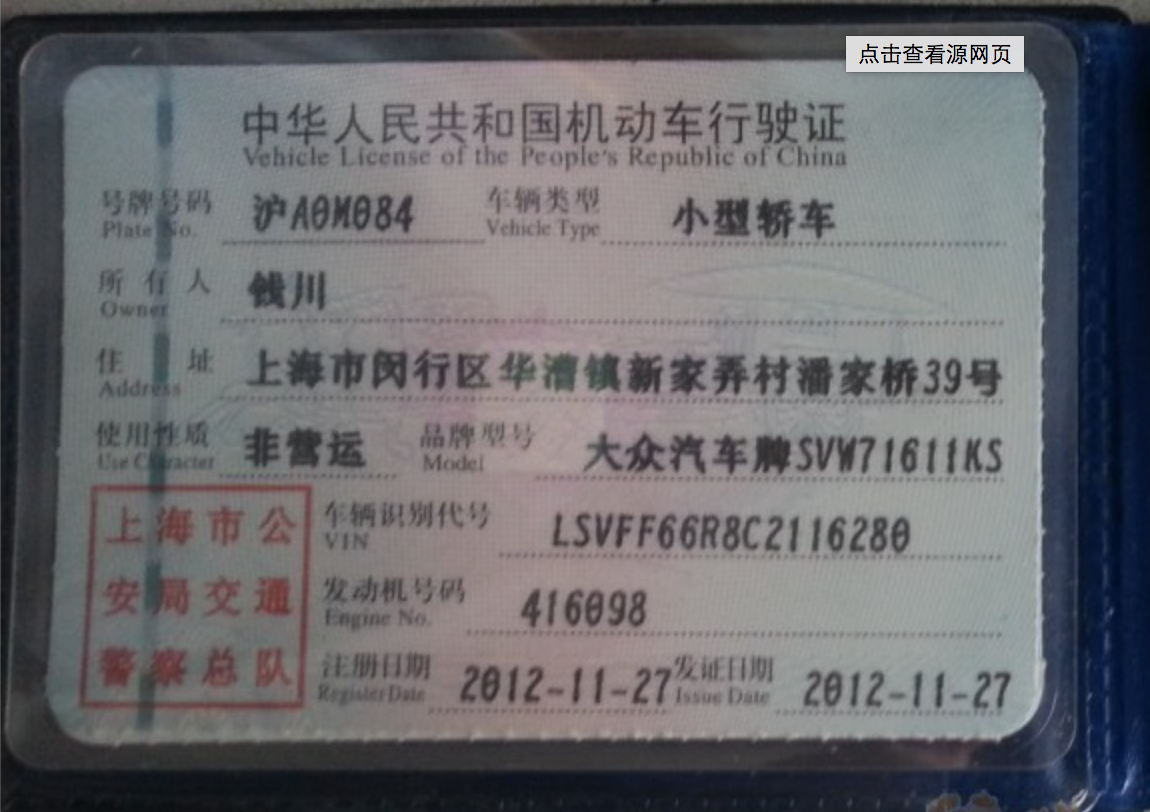 点击查看源网页
中华人民共和国机动车行驶证
Vehicle License of the People's Republic of China
号牌号码 沪A0M084 车辆类型 小型轿车
Plate No. Vehicle Type
所有人 钱川
Owner
住址 上海市闵行区华漕镇新家弄村潘家桥39号
Address
使用性质 非营运 品牌型号 大众汽车牌SVW71611KS
Use Character Model
上海市公 车辆识别代号 LSVFF66R8C2116280
VIN
安局交通 发动机号码 416098
Engine No.
警察总队 注册日期 2012-11-27 发证日期 2012-11-27
Register Date Issue Date